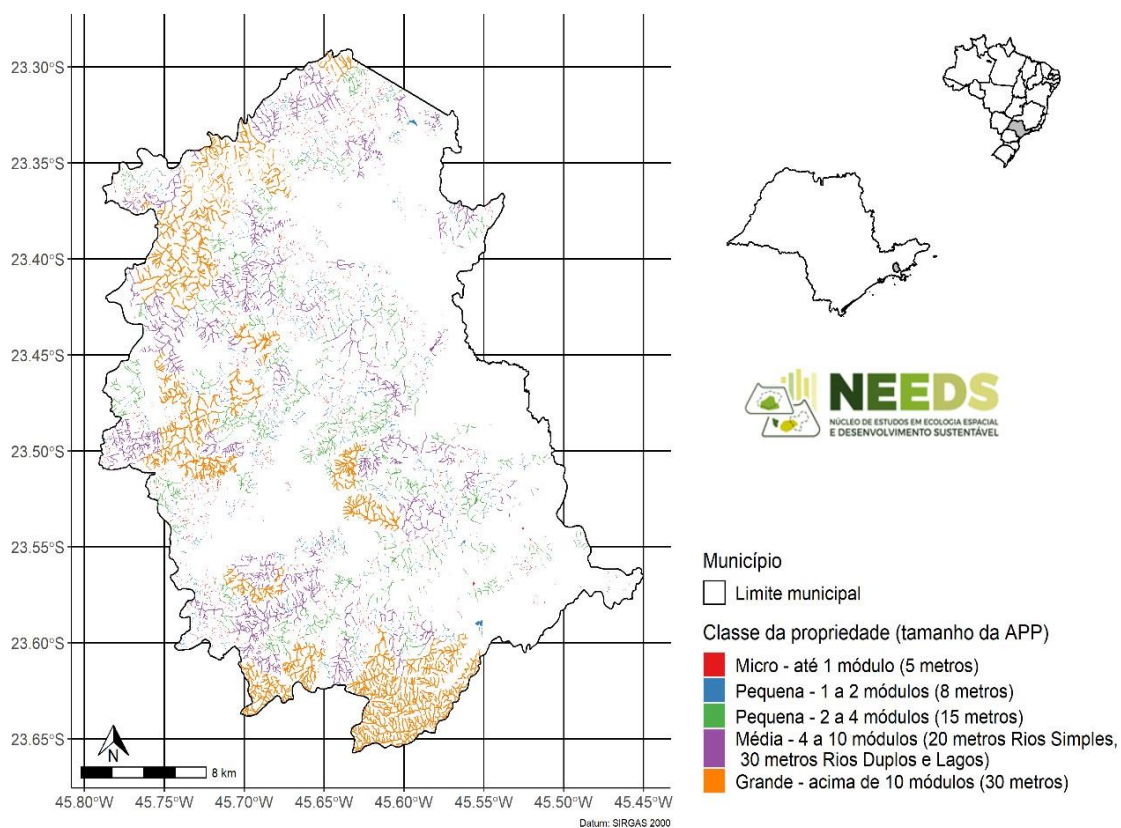 23.30°S
23.35°S
23.40°S
23.45°S
23.50°S
23.55°S
23.60°S
23.65°S
N
8 km
45.80°W 45.75°W 45.70°W 45.65°W 45.60°W 45.55°W 45.50°W 45.45°W
Datum: SIRGAS 2000
NEEDS
NÚCLEO DE ESTUDOS EM ECOLOGIA ESPACIAL
E DESENVOLVIMENTO SUSTENTÁVEL
Município
Limite municipal
Classe da propriedade (tamanho da APP)
Micro - até 1 módulo (5 metros)
Pequena - 1 a 2 módulos (8 metros)
Pequena - 2 a 4 módulos (15 metros)
Média - 4 a 10 módulos (20 metros Rios Simples,
30 metros Rios Duplos e Lagos)
Grande - acima de 10 módulos (30 metros)